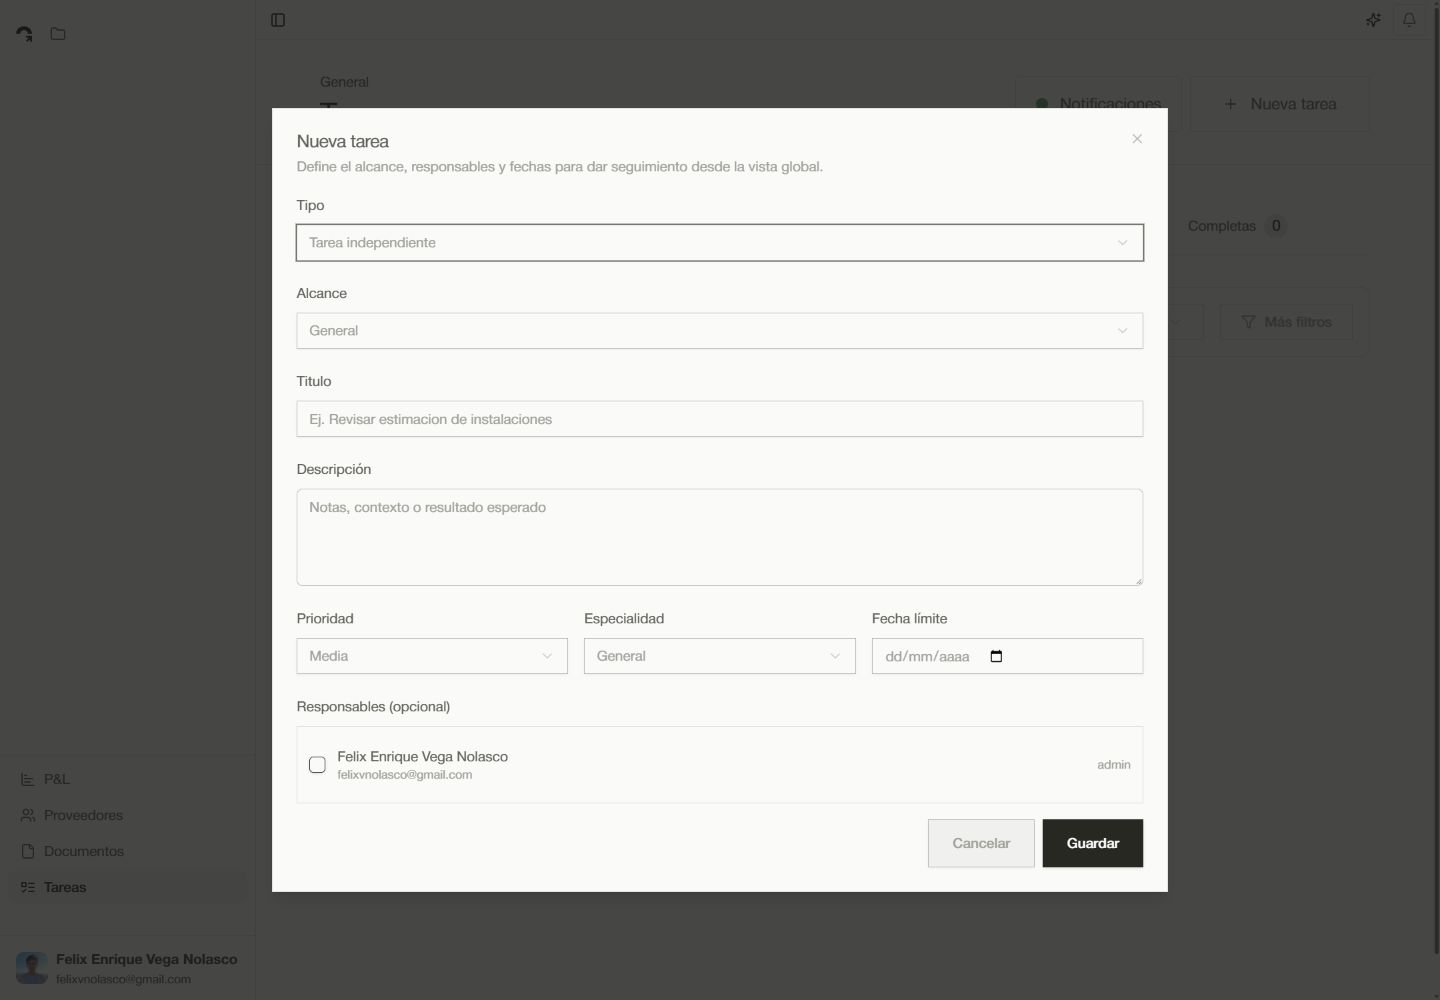 General
Notificaciones
Nueva tarea
Nueva tarea
Define el alcance, responsables y fechas para dar seguimiento desde la vista global.
Tipo
Tarea independiente
Completas 0
Alcance
General
Más filtros
Titulo
Ej. Revisar estimacion de instalaciones
Descripción
Notas, contexto o resultado esperado
Prioridad
Especialidad
Fecha límite
Media
General
dd/mm/aaaa
Responsables (opcional)
Felix Enrique Vega Nolasco
felixvnolasco@gmail.com
admin
Cancelar
Guardar
P&L
Proveedores
Documentos
Tareas
Felix Enrique Vega Nolasco
felixvnolasco@gmail.com